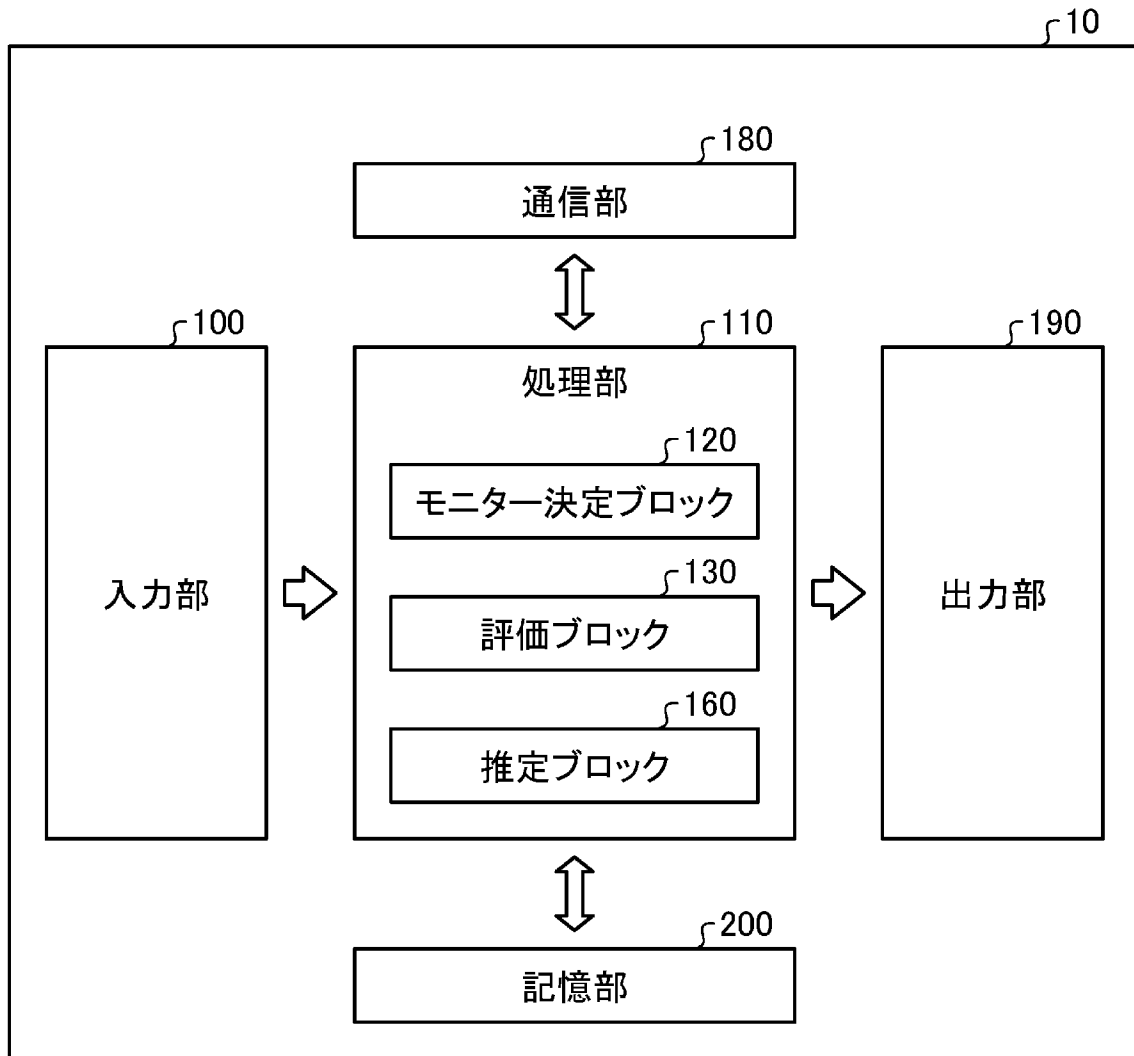 10
180
通信部
100
110
190
処理部
120
モニター決定ブロック
入力部
130
評価ブロック
出力部
160
推定ブロック
200
記憶部